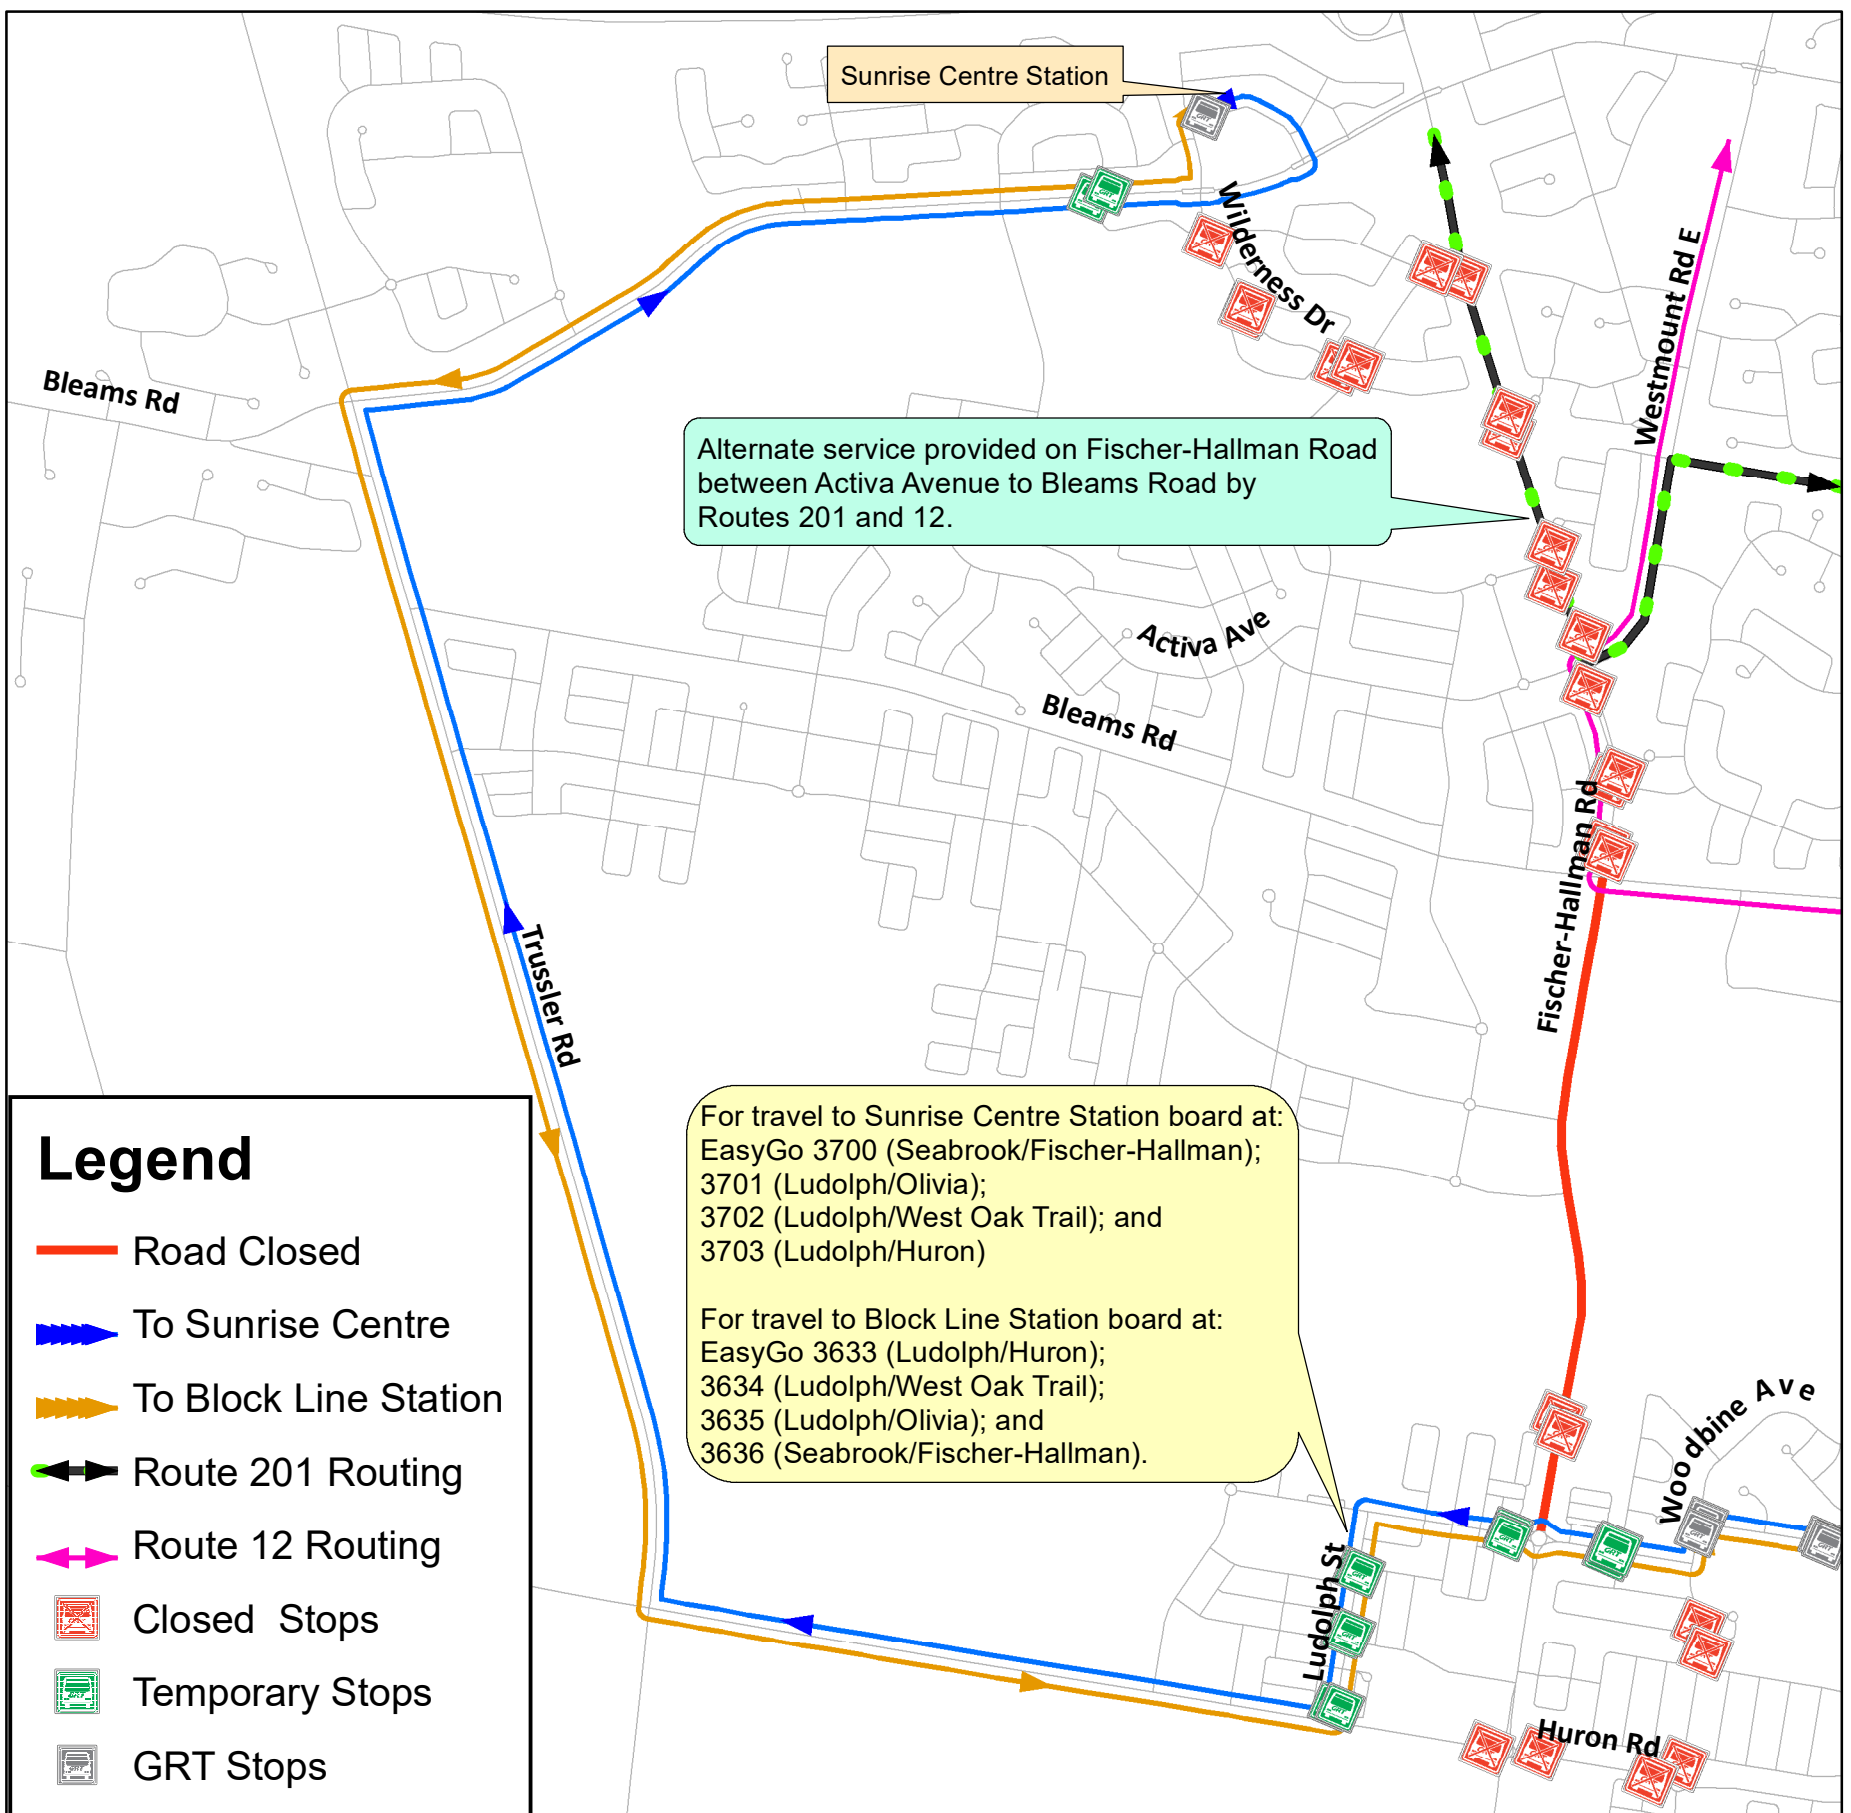 Sunrise Centre Station
Wilderness Dr
Westmount Rd E
Bleams Rd
Alternate service provided on Fischer-Hallman Road
between Activa Avenue to Bleams Road by
Routes 201 and 12.
Activa Ave
Bleams Rd
Fischer-Hallman Rd
Trussler Rd
For travel to Sunrise Centre Station board at:
EasyGo 3700 (Seabrook/Fischer-Hallman);
3701 (Ludolph/Olivia);
3702 (Ludolph/West Oak Trail); and
3703 (Ludolph/Huron)
For travel to Block Line Station board at:
EasyGo 3633 (Ludolph/Huron);
3634 (Ludolph/West Oak Trail);
3635 (Ludolph/Olivia); and
3636 (Seabrook/Fischer-Hallman).
Woodbine Ave
Ludolph St
Huron Rd
Legend
Road Closed
To Sunrise Centre
To Block Line Station
Route 201 Routing
Route 12 Routing
Closed Stops
Temporary Stops
GRT Stops